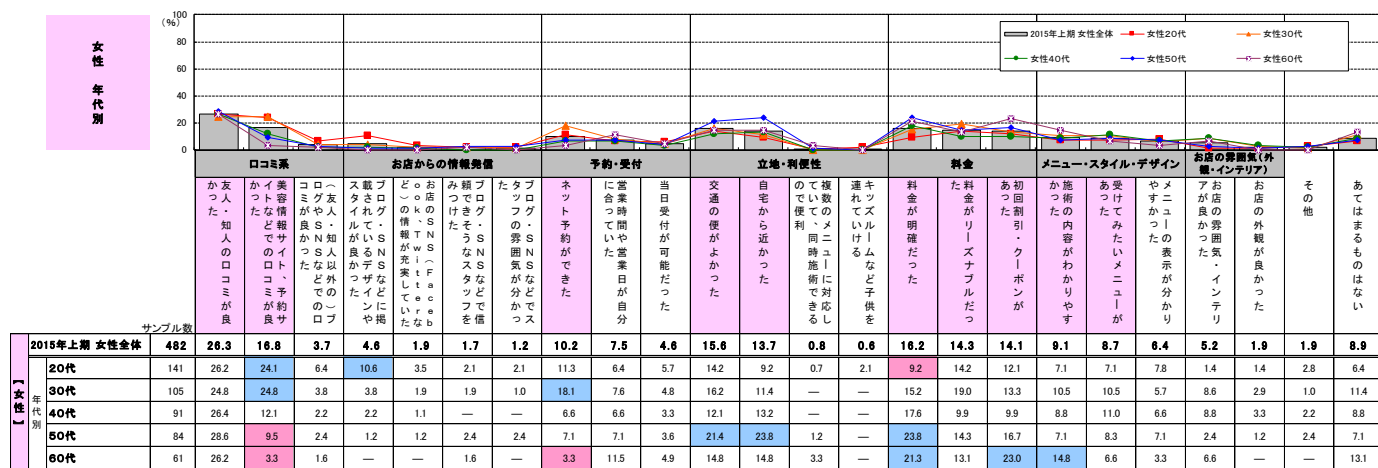 女性 年代別
(%)
100
80
60
40
20
0
2015年上期 女性全体 女性20代 女性30代
女性40代 女性50代 女性60代
口コミ系 お店からの情報発信 予約・受付 立地・利便性 料金 メニュー・スタイル・デザイン お店の雰囲気(外観・インテリア)
友人・知人の口コミが良かった
美容情報サイト、予約サイトなどでの口コミが良かった
(友人・知人以外の)ブログやSNSなどでの口コミが良かった
ブログ・SNSなどに掲載されているデザインやスタイルが良かった
お店のSNS(Facebook、Twitterなど)の情報が充実していた
ブログ・SNSなどで信頼できそうなスタッフをみつけた
ブログ・SNSなどでスタッフの雰囲気が分かった
ネット予約ができた
営業時間や営業日が自分に合っていた
当日受付が可能だった
交通の便がよかった
自宅から近かった
複数のメニューに対応していて、同時施術できるので便利
キッズルームなど子供を連れていける
料金が明確だった
料金がリーズナブルだった
初回割引・クーポンがあった
施術の内容がわかりやすかった
受けてみたいメニューがあった
メニューの表示が分かりやすかった
お店の雰囲気・インテリアが良かった
お店の外観が良かった
その他
あてはまるものはない
サンプル数
2015年上期 女性全体 482 26.3 16.8 3.7 4.6 1.9 1.7 1.2 10.2 7.5 4.6 15.6 13.7 0.8 0.6 16.2 14.3 14.1 9.1 8.7 6.4 5.2 1.9 1.9 8.9
【女性】
年代別
20代 141 26.2 24.1 6.4 10.6 3.5 2.1 2.1 11.3 6.4 5.7 14.2 9.2 0.7 2.1 9.2 14.2 12.1 7.1 7.1 7.8 1.4 1.4 2.8 6.4
30代 105 24.8 24.8 3.8 3.8 1.9 1.9 1.0 18.1 7.6 4.8 15.2 11.4 — — 15.2 19.0 13.3 10.5 10.5 5.7 8.6 2.9 1.0 11.4
40代 91 26.4 12.1 2.2 2.2 1.1 — — 6.6 6.6 3.3 12.1 13.2 — — 17.6 9.9 9.9 8.8 11.0 6.6 8.8 3.3 2.2 8.8
50代 84 28.6 9.5 2.4 1.2 1.2 2.4 2.4 7.1 7.1 3.6 21.4 23.8 1.2 — 23.8 14.3 16.7 7.1 8.3 7.1 2.4 1.2 2.4 7.1
60代 61 26.2 3.3 1.6 — — 1.6 — 3.3 11.5 4.9 14.8 14.8 3.3 — 21.3 13.1 23.0 14.8 6.6 3.3 6.6 — — 13.1